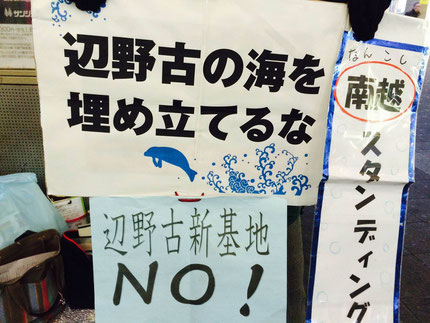 辺野古の海を
埋め立てるな
辺野古新基地
NO!
なんこし
南越
スタンディング